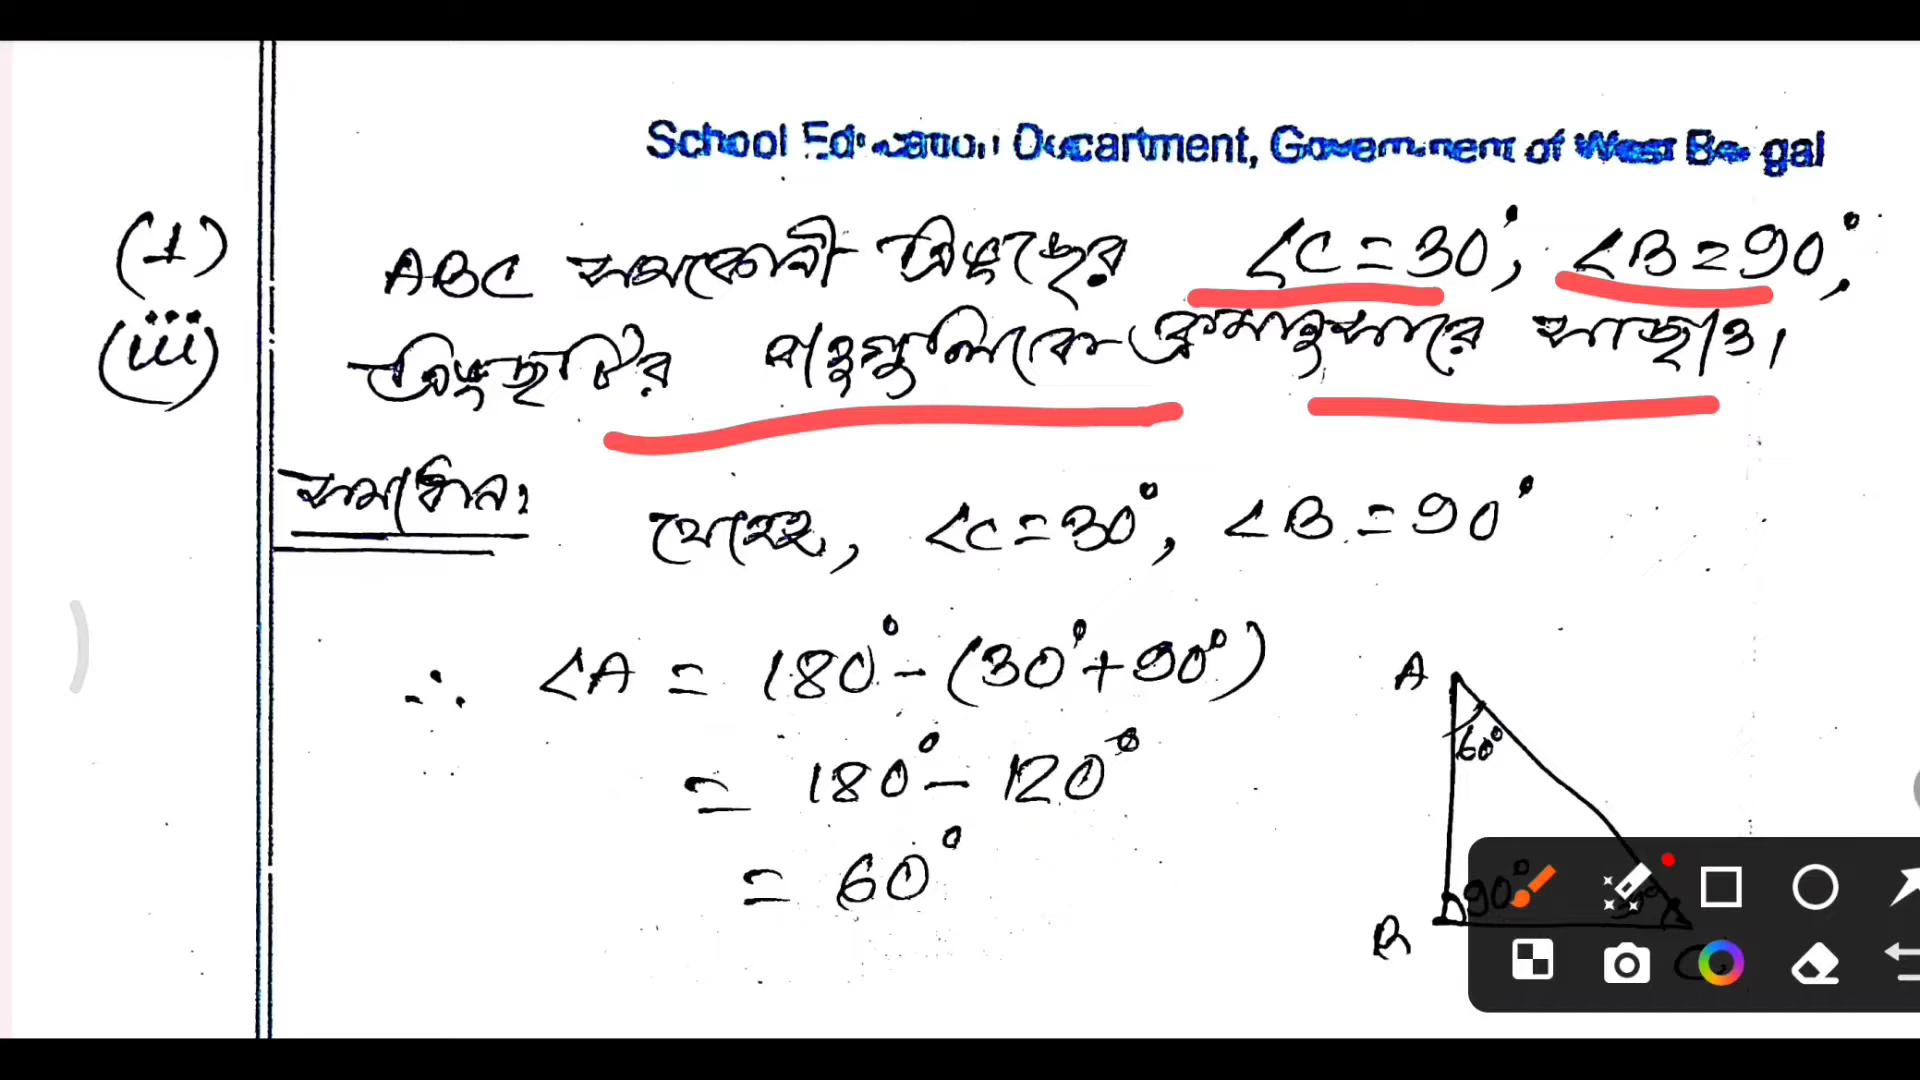 School Education Department, Government of West Bengal
(1) ABC সমকোণী ত্রিভুজের ∠C = 30°, ∠B = 90°,
(iii) ত্রিভুজটির বাহুগুলিকে ক্রমানুসারে সাজাও।
সমাধান: যেহেতু, ∠C = 30°, ∠B = 90°
∴ ∠A = 180° - (30° + 90°)
= 180° - 120°
= 60°
A
60°
90°
B